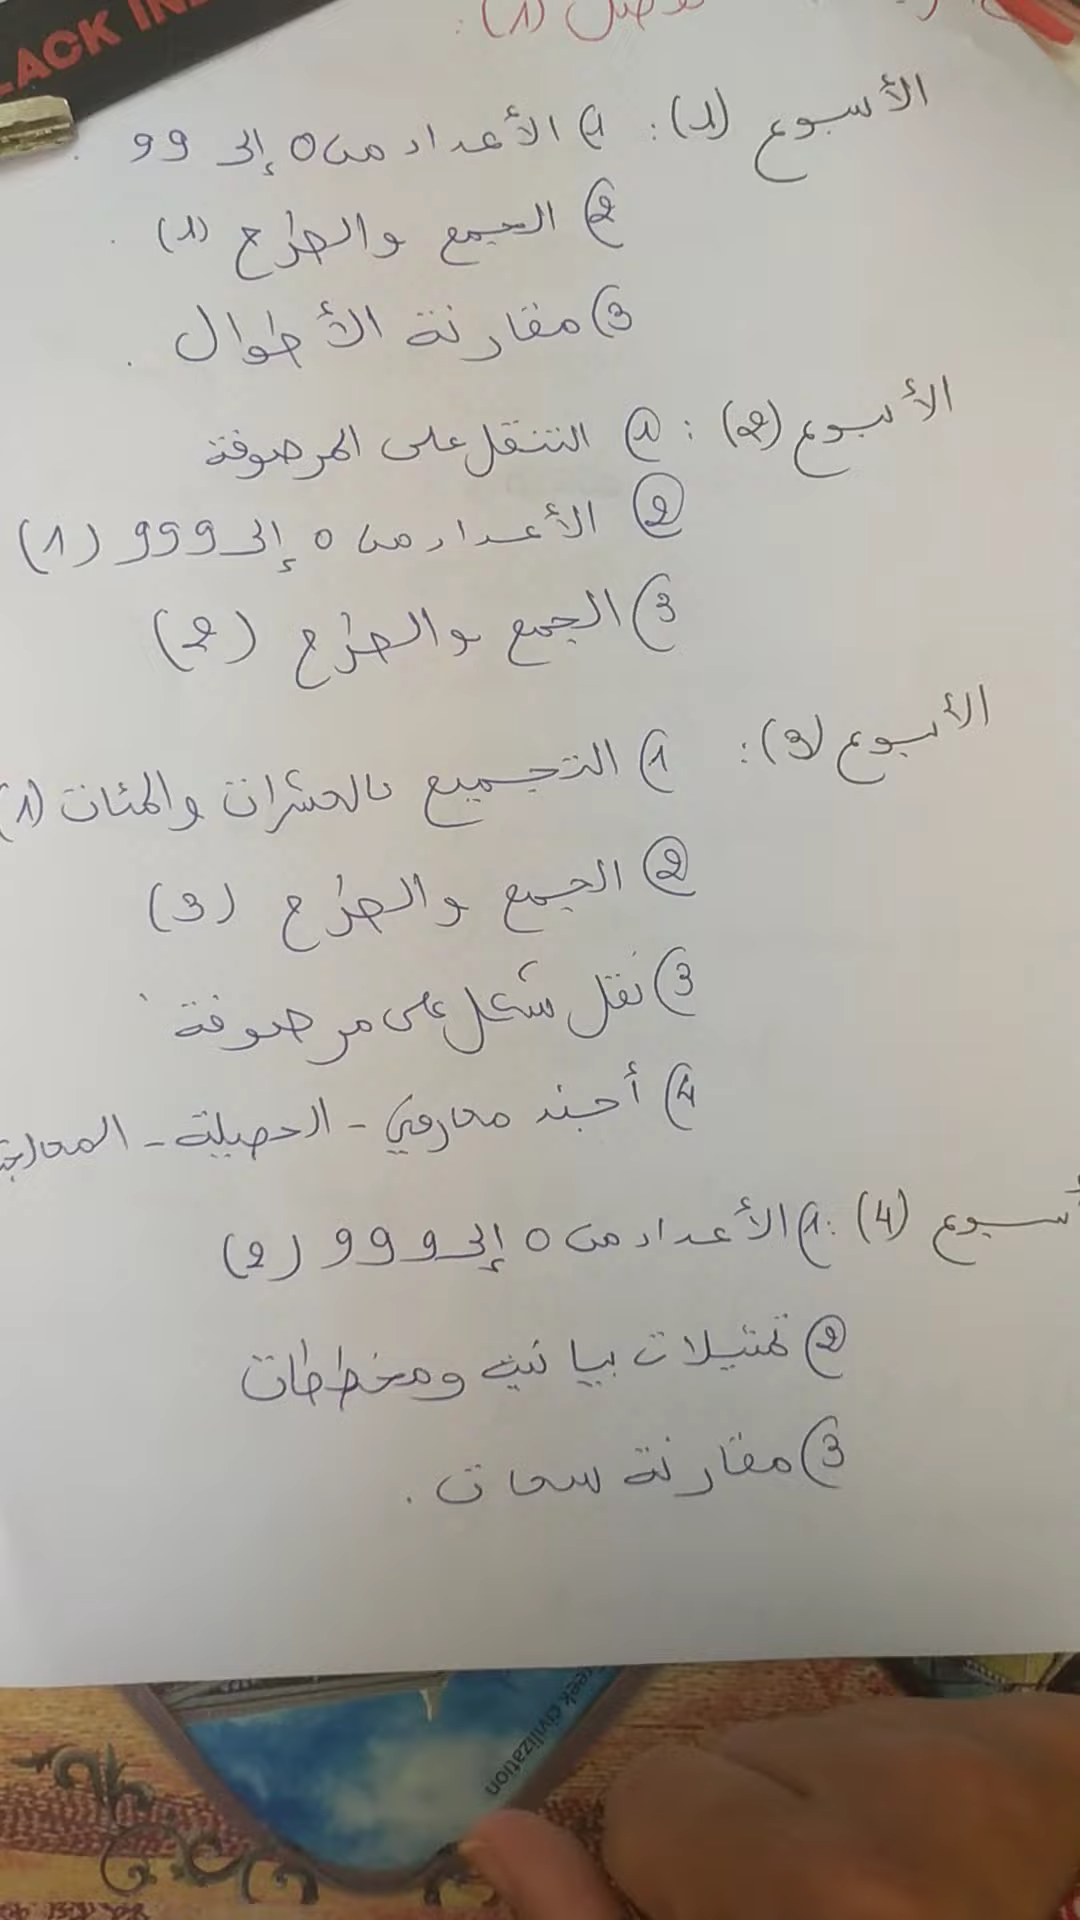 LACK IN
(1) :
الأسبوع (1) : 1) الأعداد من 0 إلى 99 .
2) الجمع والطرح (1) .
3) مقارنة الأطوال .
الأسبوع (2) : 1) التنقل على المرصوفة
2) الأعداد من 0 إلى 999 (1)
3) الجمع والطرح (2)
الأسبوع (3) : 1) التجميع بالعشرات والمئات (1)
2) الجمع والطرح (3)
3) نقل شكل على مرصوفة .
4) أجند معارفي - الحصيلة - المعالجة
أسبوع (4) : 1) الأعداد من 0 إلى 999 (2)
2) تمثيلات بيانية ومخططات
3) مقارنة سعات .
eek civilization